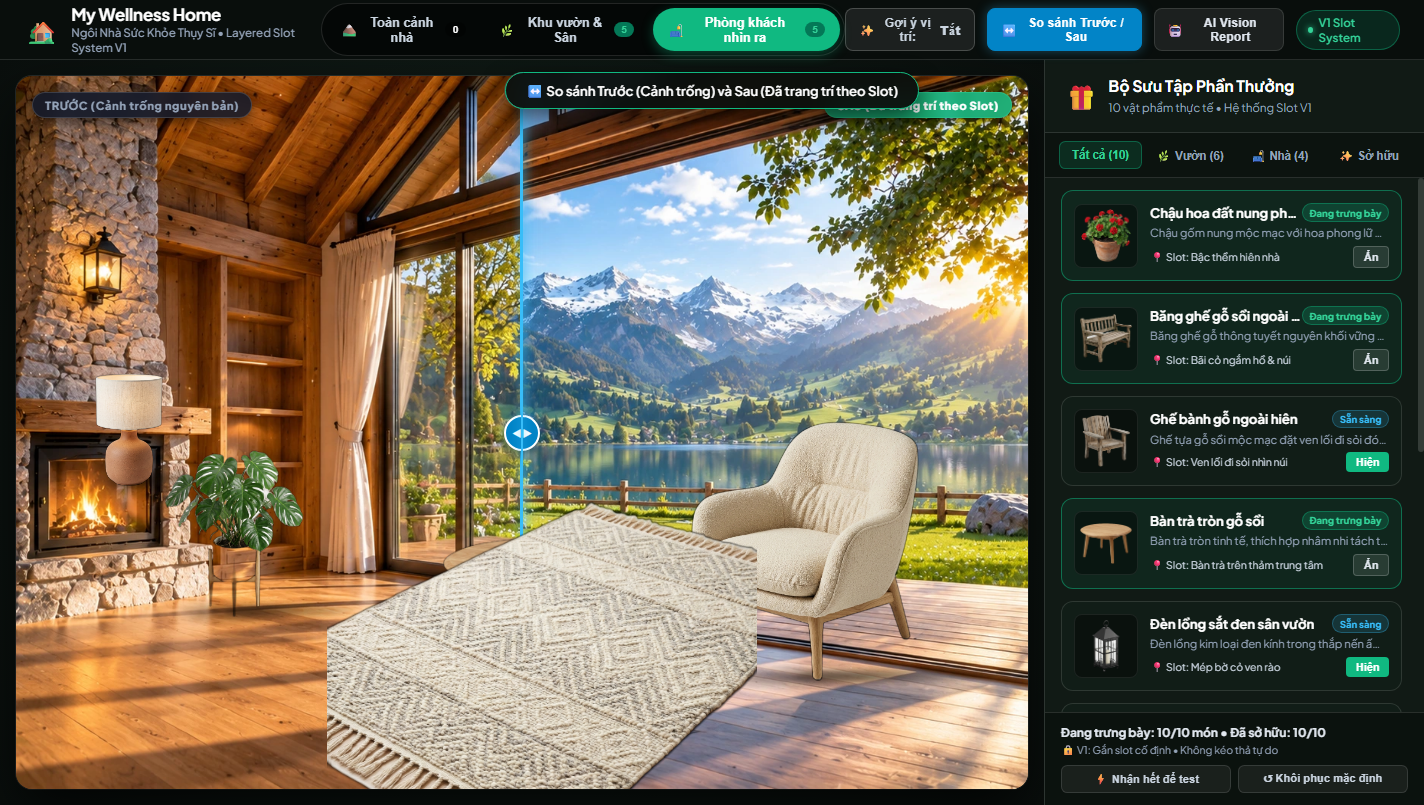 My Wellness Home
Ngôi Nhà Sức Khỏe Thụy Sĩ • Layered Slot
System V1
Toàn cảnh
nhà
0
Khu vườn &
Sân
5
Phòng khách
nhìn ra
5
Gợi ý vị
trí:
Tắt
So sánh Trước /
Sau
AI Vision
Report
V1 Slot
System
TRƯỚC (Cảnh trống nguyên bản)
So sánh Trước (Cảnh trống) và Sau (Đã trang trí theo Slot)
trí theo Slot)
Bộ Sưu Tập Phần Thưởng
10 vật phẩm thực tế • Hệ thống Slot V1
Tất cả (10)
Vườn (6)
Nhà (4)
Sở hữu
Chậu hoa đất nung ph...
Đang trưng bày
Chậu gốm nung mộc mạc với hoa phong lữ ...
Slot: Bậc thềm hiên nhà
Ẩn
Băng ghế gỗ sồi ngoài ...
Đang trưng bày
Băng ghế gỗ thông tuyết nguyên khối vững ...
Slot: Bãi cỏ ngắm hồ & núi
Ẩn
Ghế bành gỗ ngoài hiên
Sẵn sàng
Ghế tựa gỗ sồi mộc mạc đặt ven lối đi sỏi đó...
Slot: Ven lối đi sỏi nhìn núi
Hiện
Bàn trà tròn gỗ sồi
Đang trưng bày
Bàn trà tròn tinh tế, thích hợp nhâm nhi tách t...
Slot: Bàn trà trên thảm trung tâm
Ẩn
Đèn lồng sắt đen sân vườn
Sẵn sàng
Đèn lồng kim loại đen kính trong thắp nến ấ...
Slot: Mép bờ cỏ ven rào
Hiện
Đang trưng bày: 10/10 món • Đã sở hữu: 10/10
V1: Gắn slot cố định • Không kéo thả tự do
Nhận hết để test
↺ Khôi phục mặc định